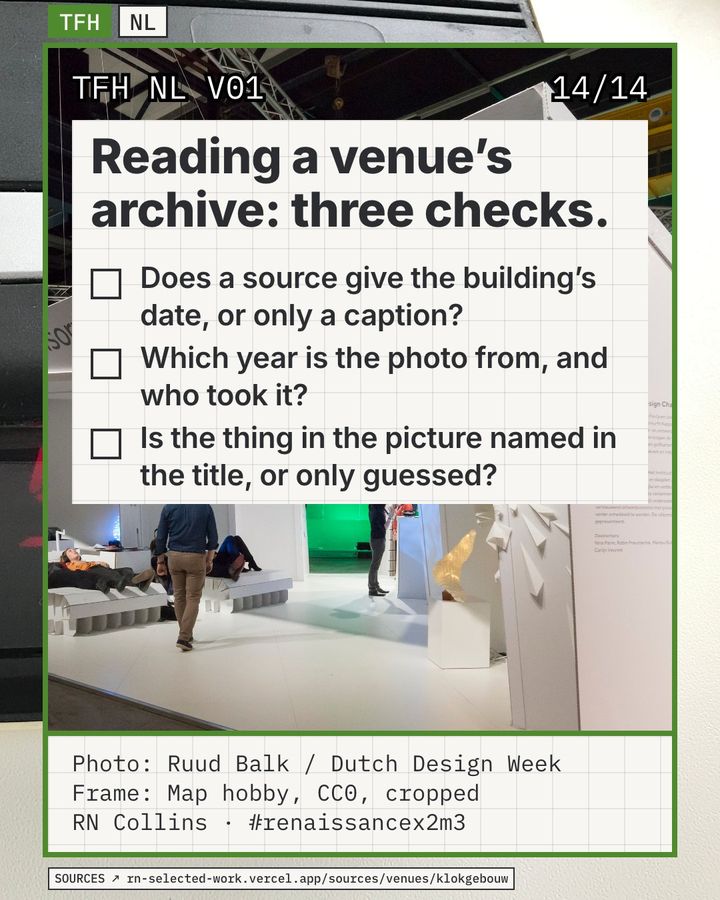 TFH NL
TFH NL V01 14/14
Reading a venue’s
archive: three checks.
Does a source give the building’s
date, or only a caption?
Which year is the photo from, and
who took it?
Is the thing in the picture named in
the title, or only guessed?
Photo: Ruud Balk / Dutch Design Week
Frame: Map hobby, CC0, cropped
RN Collins · #renaissancex2m3
SOURCES ↗ rn-selected-work.vercel.app/sources/venues/klokgebouw